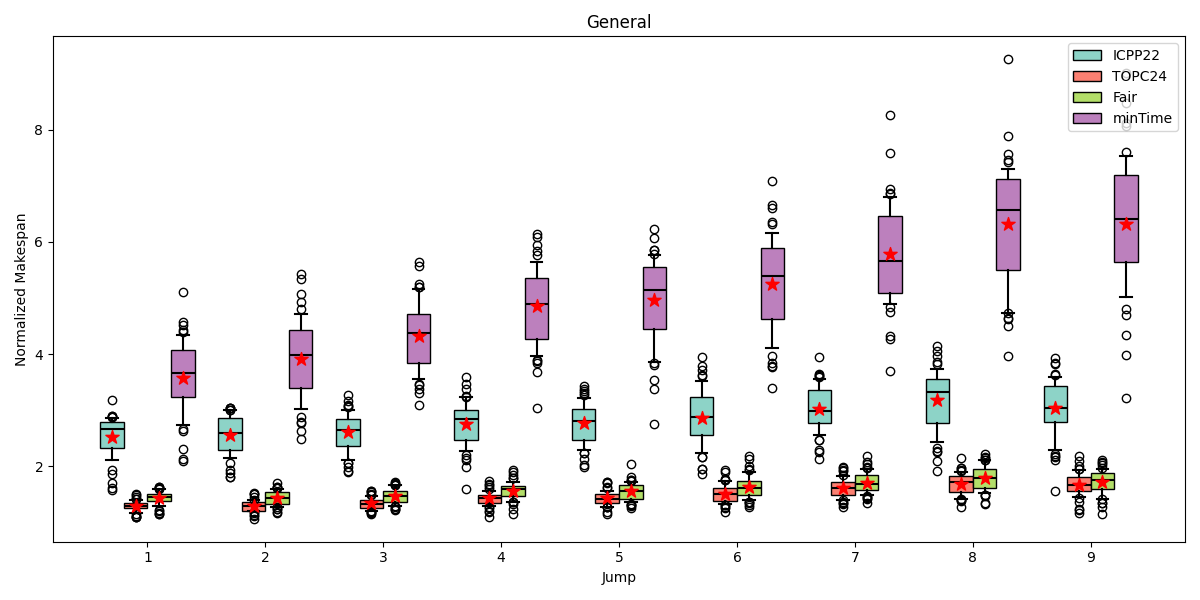 General
Normalized Makespan
8
6
4
2
ICPP22
TOPC24
Fair
minTime
1 2 3 4 5 6 7 8 9
Jump